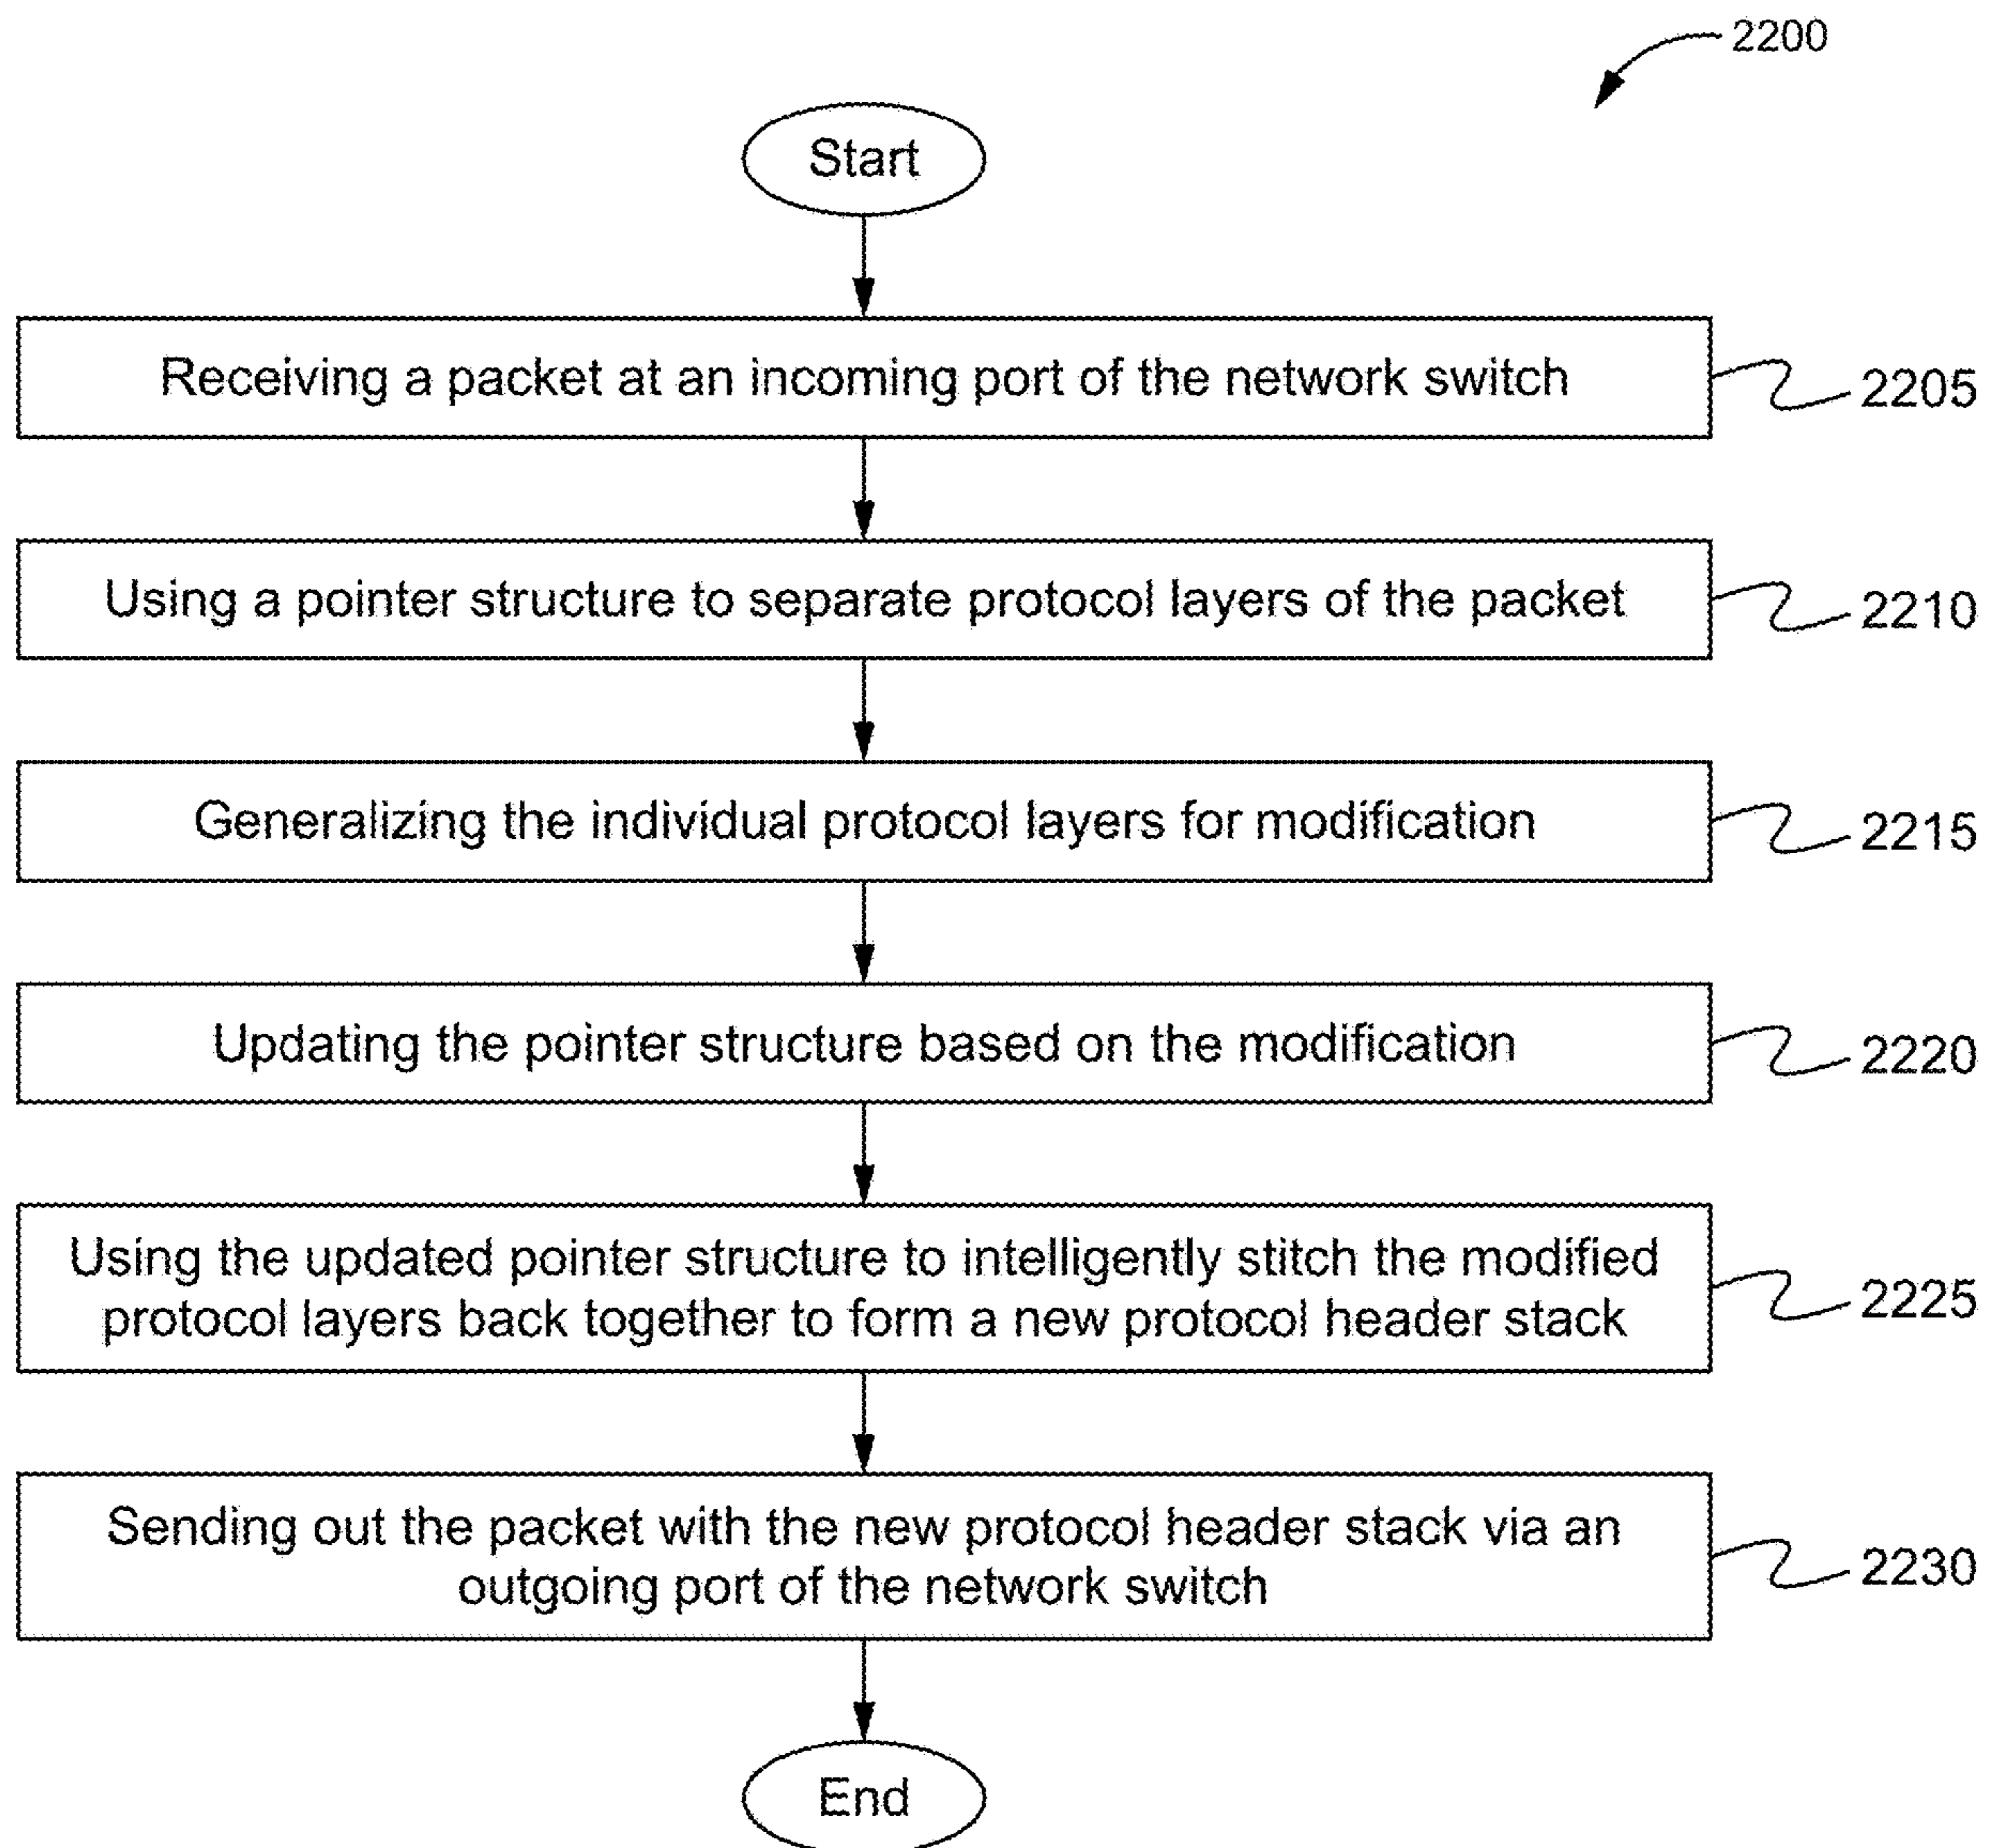 2200
Start
Receiving a packet at an incoming port of the network switch
2205
Using a pointer structure to separate protocol layers of the packet
2210
Generalizing the individual protocol layers for modification
2215
Updating the pointer structure based on the modification
2220
Using the updated pointer structure to intelligently stitch the modified
protocol layers back together to form a new protocol header stack
2225
Sending out the packet with the new protocol header stack via an
outgoing port of the network switch
2230
End